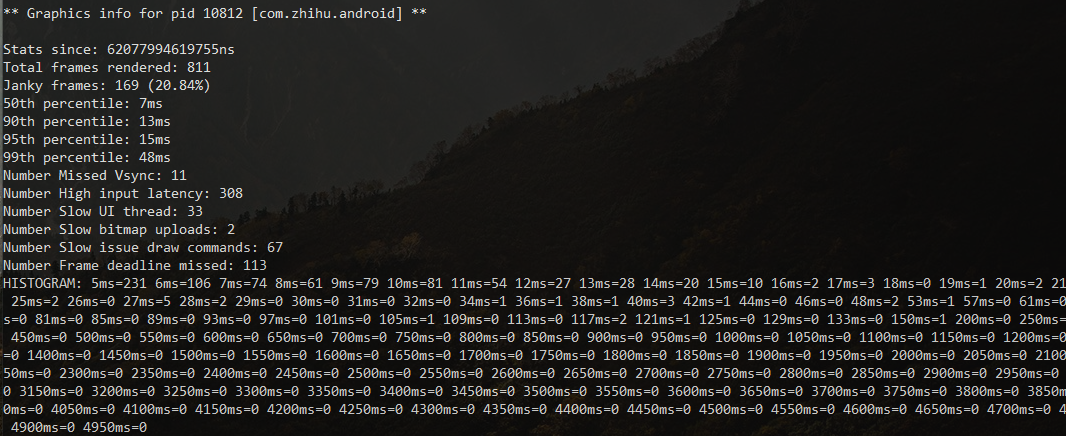 ** Graphics info for pid 10812 [com.zhihu.android] **
Stats since: 62077994619755ns
Total frames rendered: 811
Janky frames: 169 (20.84%)
50th percentile: 7ms
90th percentile: 13ms
95th percentile: 15ms
99th percentile: 48ms
Number Missed Vsync: 11
Number High input latency: 308
Number Slow UI thread: 33
Number Slow bitmap uploads: 2
Number Slow issue draw commands: 67
Number Frame deadline missed: 113
HISTOGRAM: 5ms=231 6ms=106 7ms=74 8ms=61 9ms=79 10ms=81 11ms=54 12ms=27 13ms=28 14ms=20 15ms=10 16ms=2 17ms=3 18ms=0 19ms=1 20ms=2 21
25ms=2 26ms=0 27ms=5 28ms=2 29ms=0 30ms=0 31ms=0 32ms=0 34ms=1 36ms=1 38ms=1 40ms=3 42ms=1 44ms=0 46ms=0 48ms=2 53ms=1 57ms=0 61ms=0
s=0 81ms=0 85ms=0 89ms=0 93ms=0 97ms=0 101ms=0 105ms=1 109ms=0 113ms=0 117ms=2 121ms=1 125ms=0 129ms=0 133ms=0 150ms=1 200ms=0 250ms=
450ms=0 500ms=0 550ms=0 600ms=0 650ms=0 700ms=0 750ms=0 800ms=0 850ms=0 900ms=0 950ms=0 1000ms=0 1050ms=0 1100ms=0 1150ms=0 1200ms=0
=0 1400ms=0 1450ms=0 1500ms=0 1550ms=0 1600ms=0 1650ms=0 1700ms=0 1750ms=0 1800ms=0 1850ms=0 1900ms=0 1950ms=0 2000ms=0 2050ms=0 2100
50ms=0 2300ms=0 2350ms=0 2400ms=0 2450ms=0 2500ms=0 2550ms=0 2600ms=0 2650ms=0 2700ms=0 2750ms=0 2800ms=0 2850ms=0 2900ms=0 2950ms=0
0 3150ms=0 3200ms=0 3250ms=0 3300ms=0 3350ms=0 3400ms=0 3450ms=0 3500ms=0 3550ms=0 3600ms=0 3650ms=0 3700ms=0 3750ms=0 3800ms=0 3850m
0ms=0 4050ms=0 4100ms=0 4150ms=0 4200ms=0 4250ms=0 4300ms=0 4350ms=0 4400ms=0 4450ms=0 4500ms=0 4550ms=0 4600ms=0 4650ms=0 4700ms=0 4
4900ms=0 4950ms=0